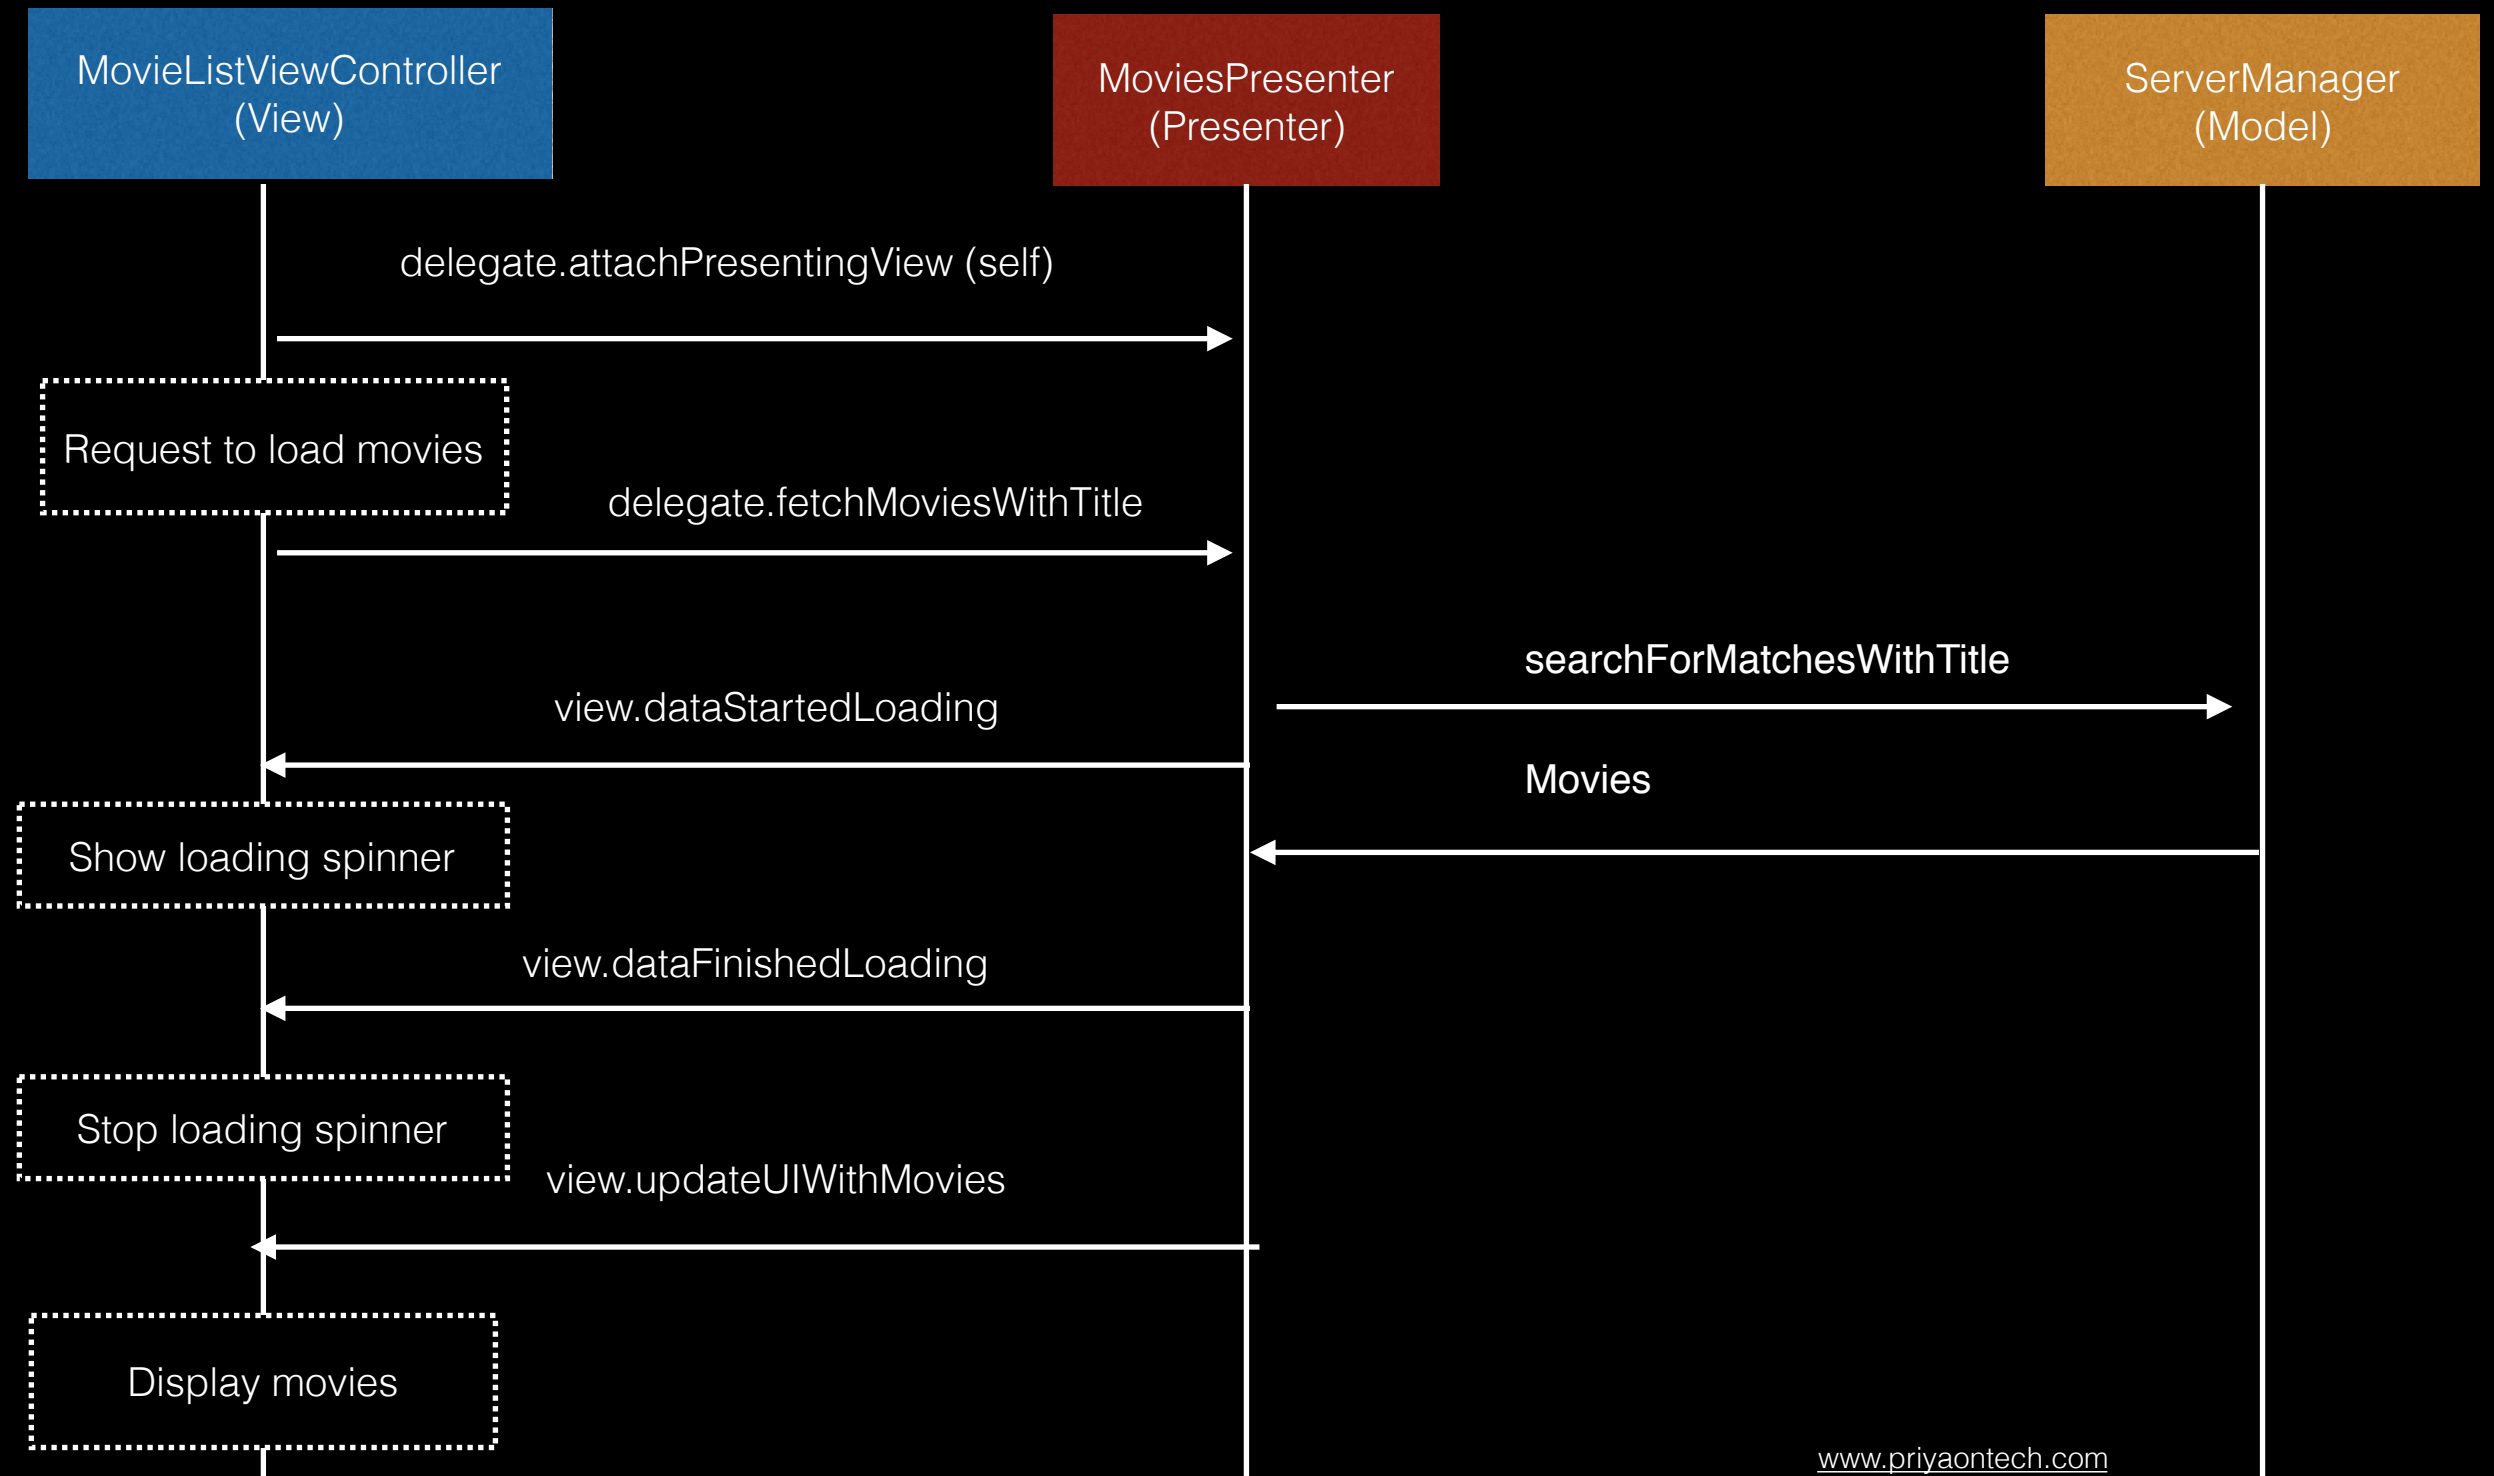 MovieListViewController
(View)
MoviesPresenter
(Presenter)
ServerManager
(Model)
delegate.attachPresentingView (self)
Request to load movies
delegate.fetchMoviesWithTitle
searchForMatchesWithTitle
view.dataStartedLoading
Movies
Show loading spinner
view.dataFinishedLoading
Stop loading spinner
view.updateUIWithMovies
Display movies
www.priyaontech.com